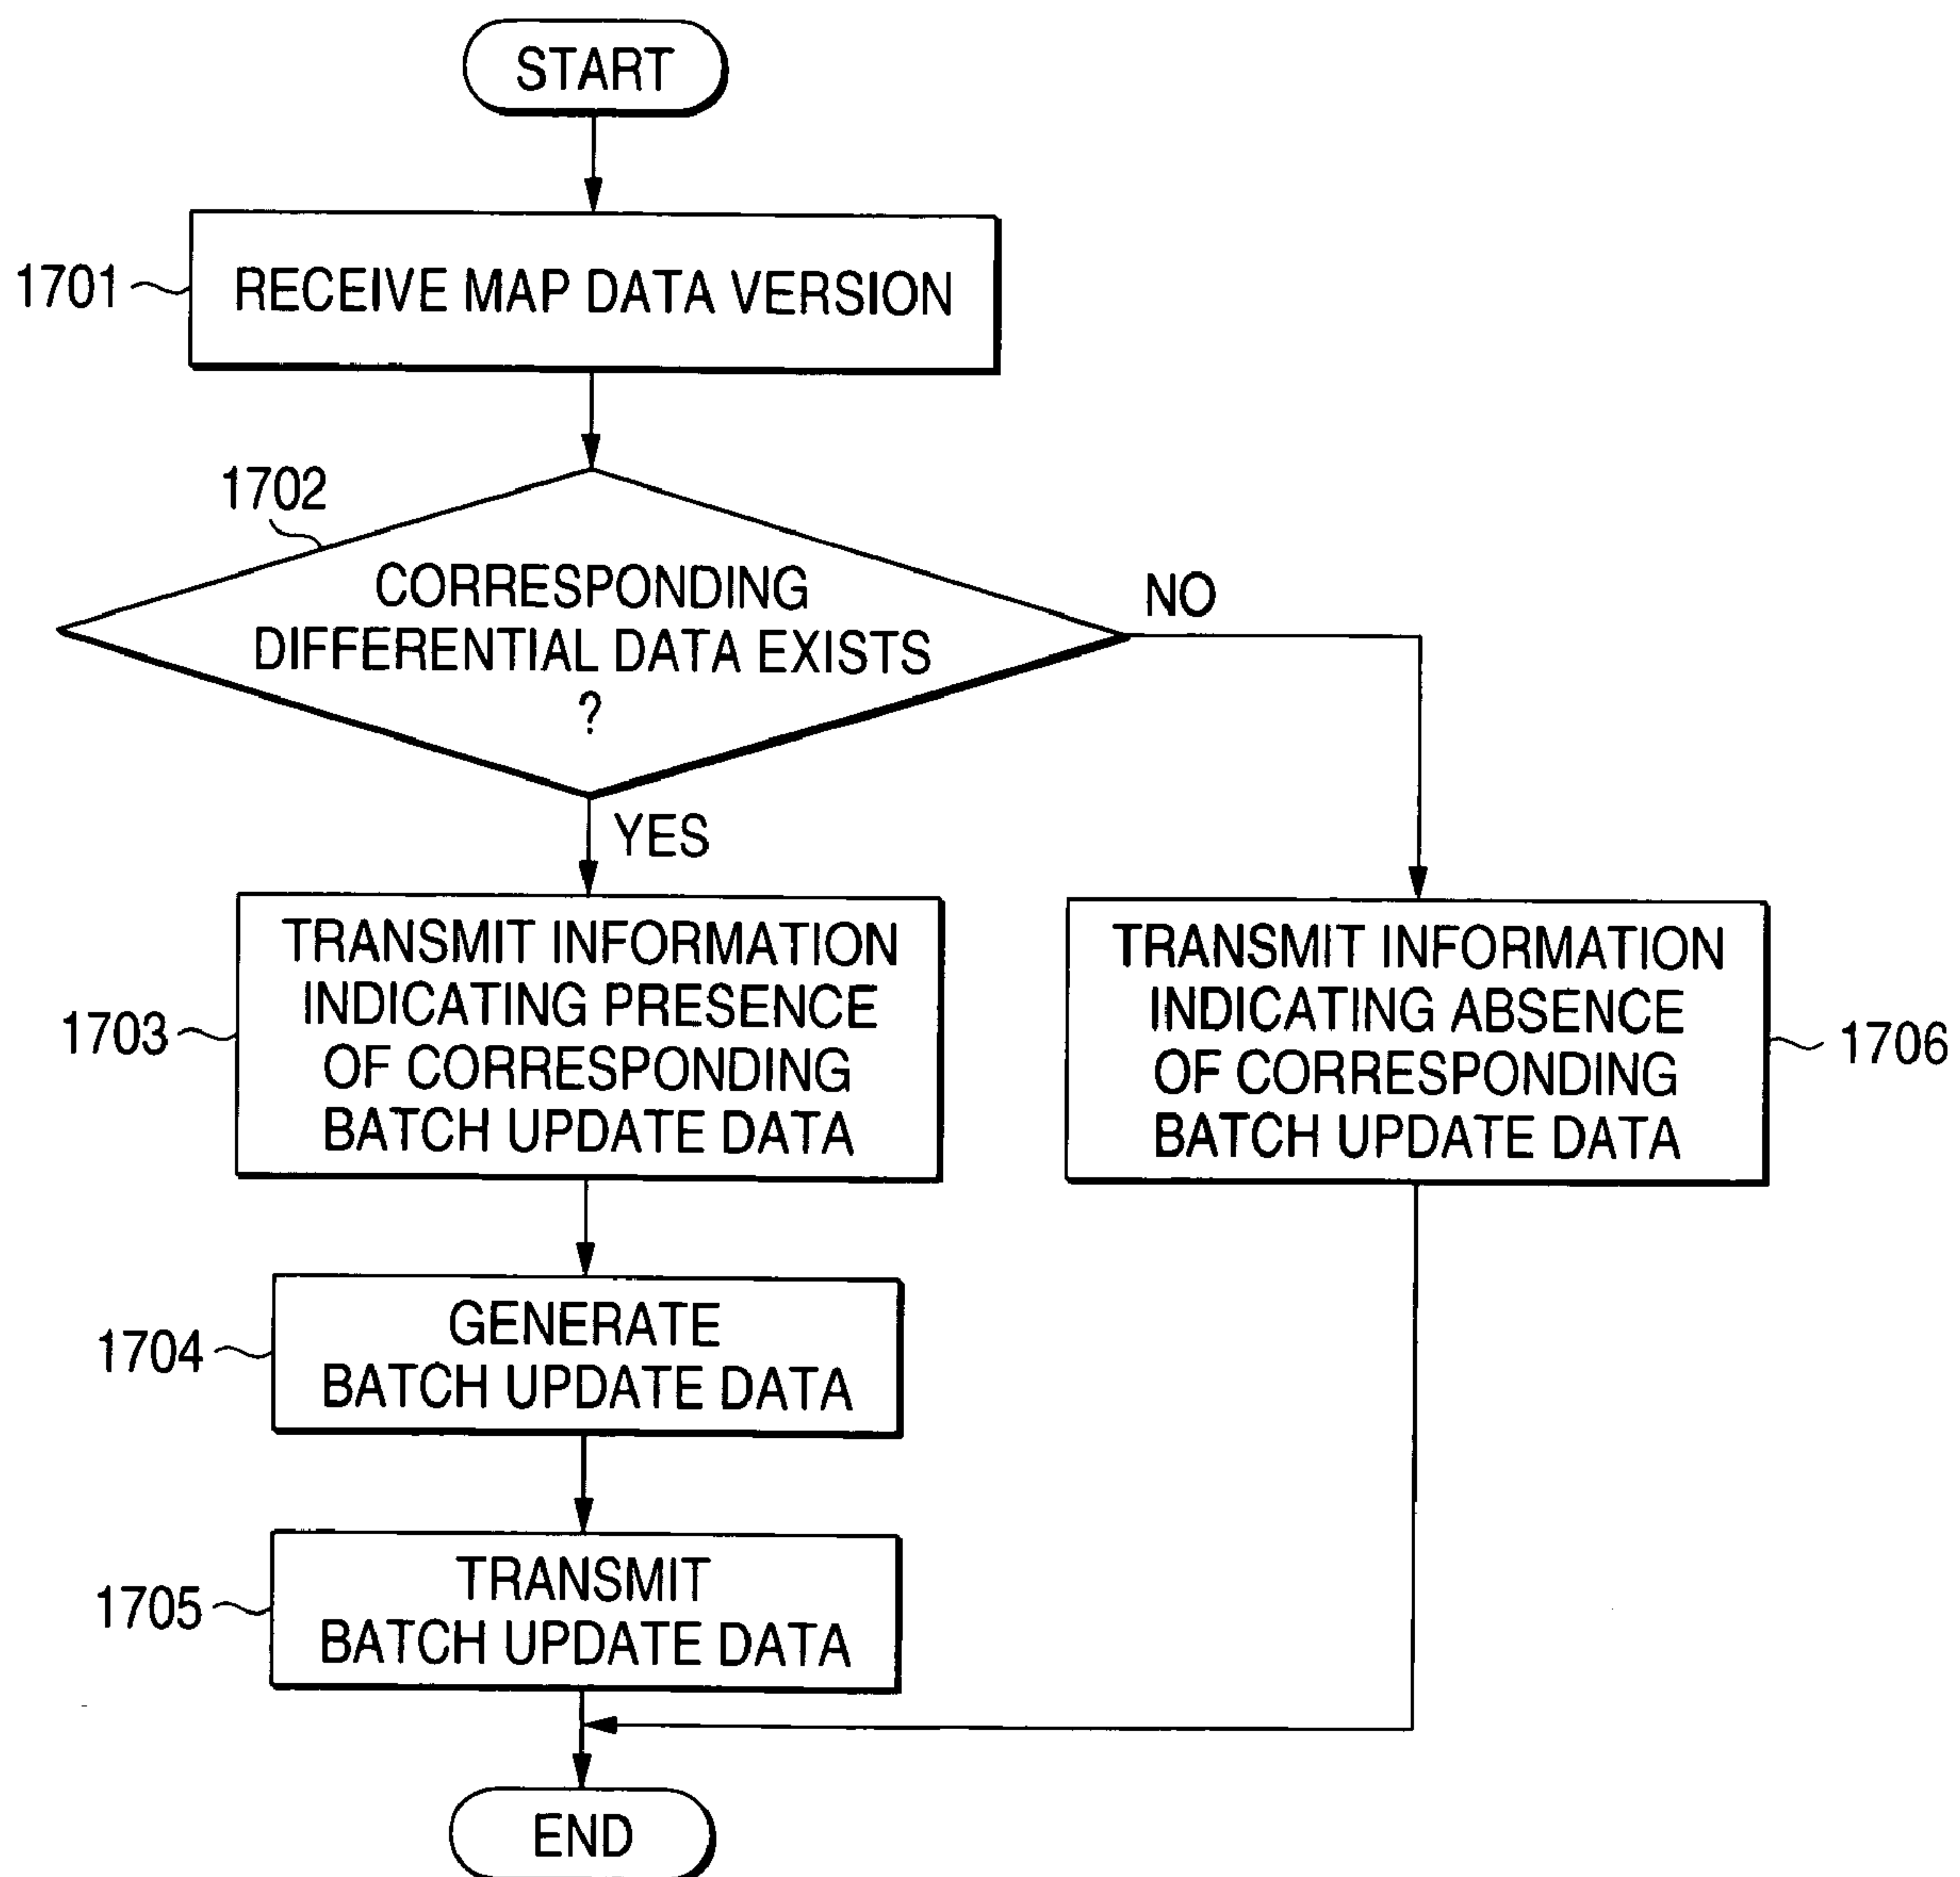 START
1701
RECEIVE MAP DATA VERSION
1702
CORRESPONDING
DIFFERENTIAL DATA EXISTS
?
NO
YES
1703
TRANSMIT INFORMATION
INDICATING PRESENCE
OF CORRESPONDING
BATCH UPDATE DATA
TRANSMIT INFORMATION
INDICATING ABSENCE
OF CORRESPONDING
BATCH UPDATE DATA
1706
1704
GENERATE
BATCH UPDATE DATA
1705
TRANSMIT
BATCH UPDATE DATA
END